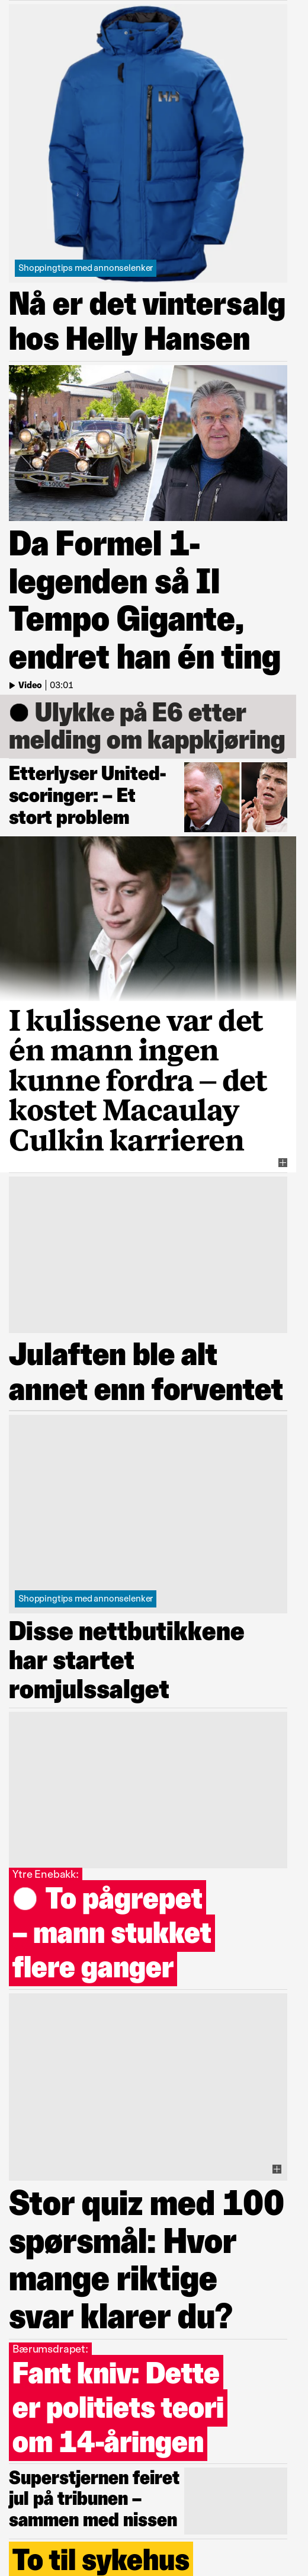 HH
Shoppingtips med annonselenker
Nå er det vintersalg
hos Helly Hansen
Da Formel 1-
legenden så Il
Tempo Gigante,
endret han én ting
Video | 03:01
Ulykke på E6 etter
melding om kappkjøring
Etterlyser United-
scoringer: – Et
stort problem
I kulissene var det
én mann ingen
kunne fordra – det
kostet Macaulay
Culkin karrieren
Julaften ble alt
annet enn forventet
Shoppingtips med annonselenker
Disse nettbutikkene
har startet
romjulssalget
Ytre Enebakk:
To pågrepet
– mann stukket
flere ganger
Stor quiz med 100
spørsmål: Hvor
mange riktige
svar klarer du?
Bærumsdrapet:
Fant kniv: Dette
er politiets teori
om 14-åringen
Superstjernen feiret
jul på tribunen –
sammen med nissen
To til sykehus